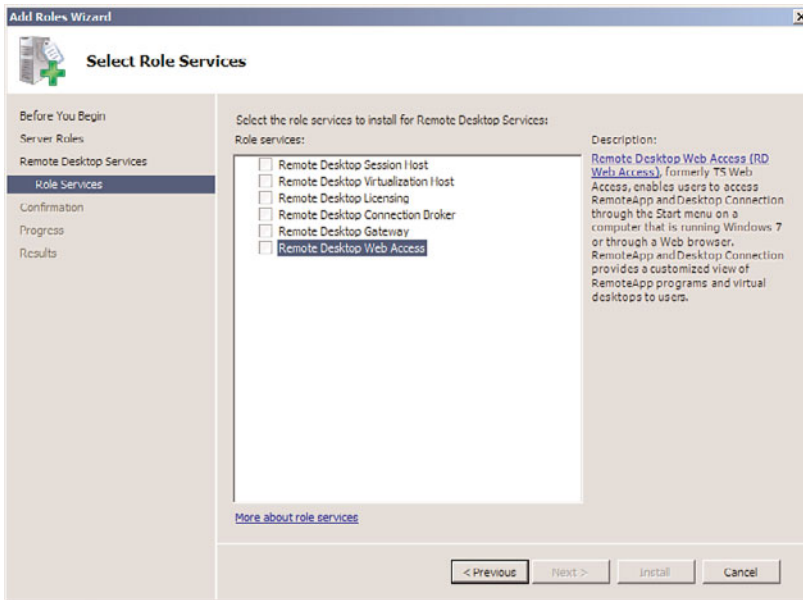 Add Roles Wizard
Select Role Services
Before You Begin
Server Roles
Remote Desktop Services
Role Services
Confirmation
Progress
Results
Select the role services to install for Remote Desktop Services:
Role services:
Remote Desktop Session Host
Remote Desktop Virtualization Host
Remote Desktop Licensing
Remote Desktop Connection Broker
Remote Desktop Gateway
Remote Desktop Web Access
More about role services
Description:
Remote Desktop Web Access (RD
Web Access), formerly TS Web
Access, enables users to access
RemoteApp and Desktop Connection
through the Start menu on a
computer that is running Windows 7
or through a Web browser.
RemoteApp and Desktop Connection
provides a customized view of
RemoteApp programs and virtual
desktops to users.
< Previous
Next >
Install
Cancel